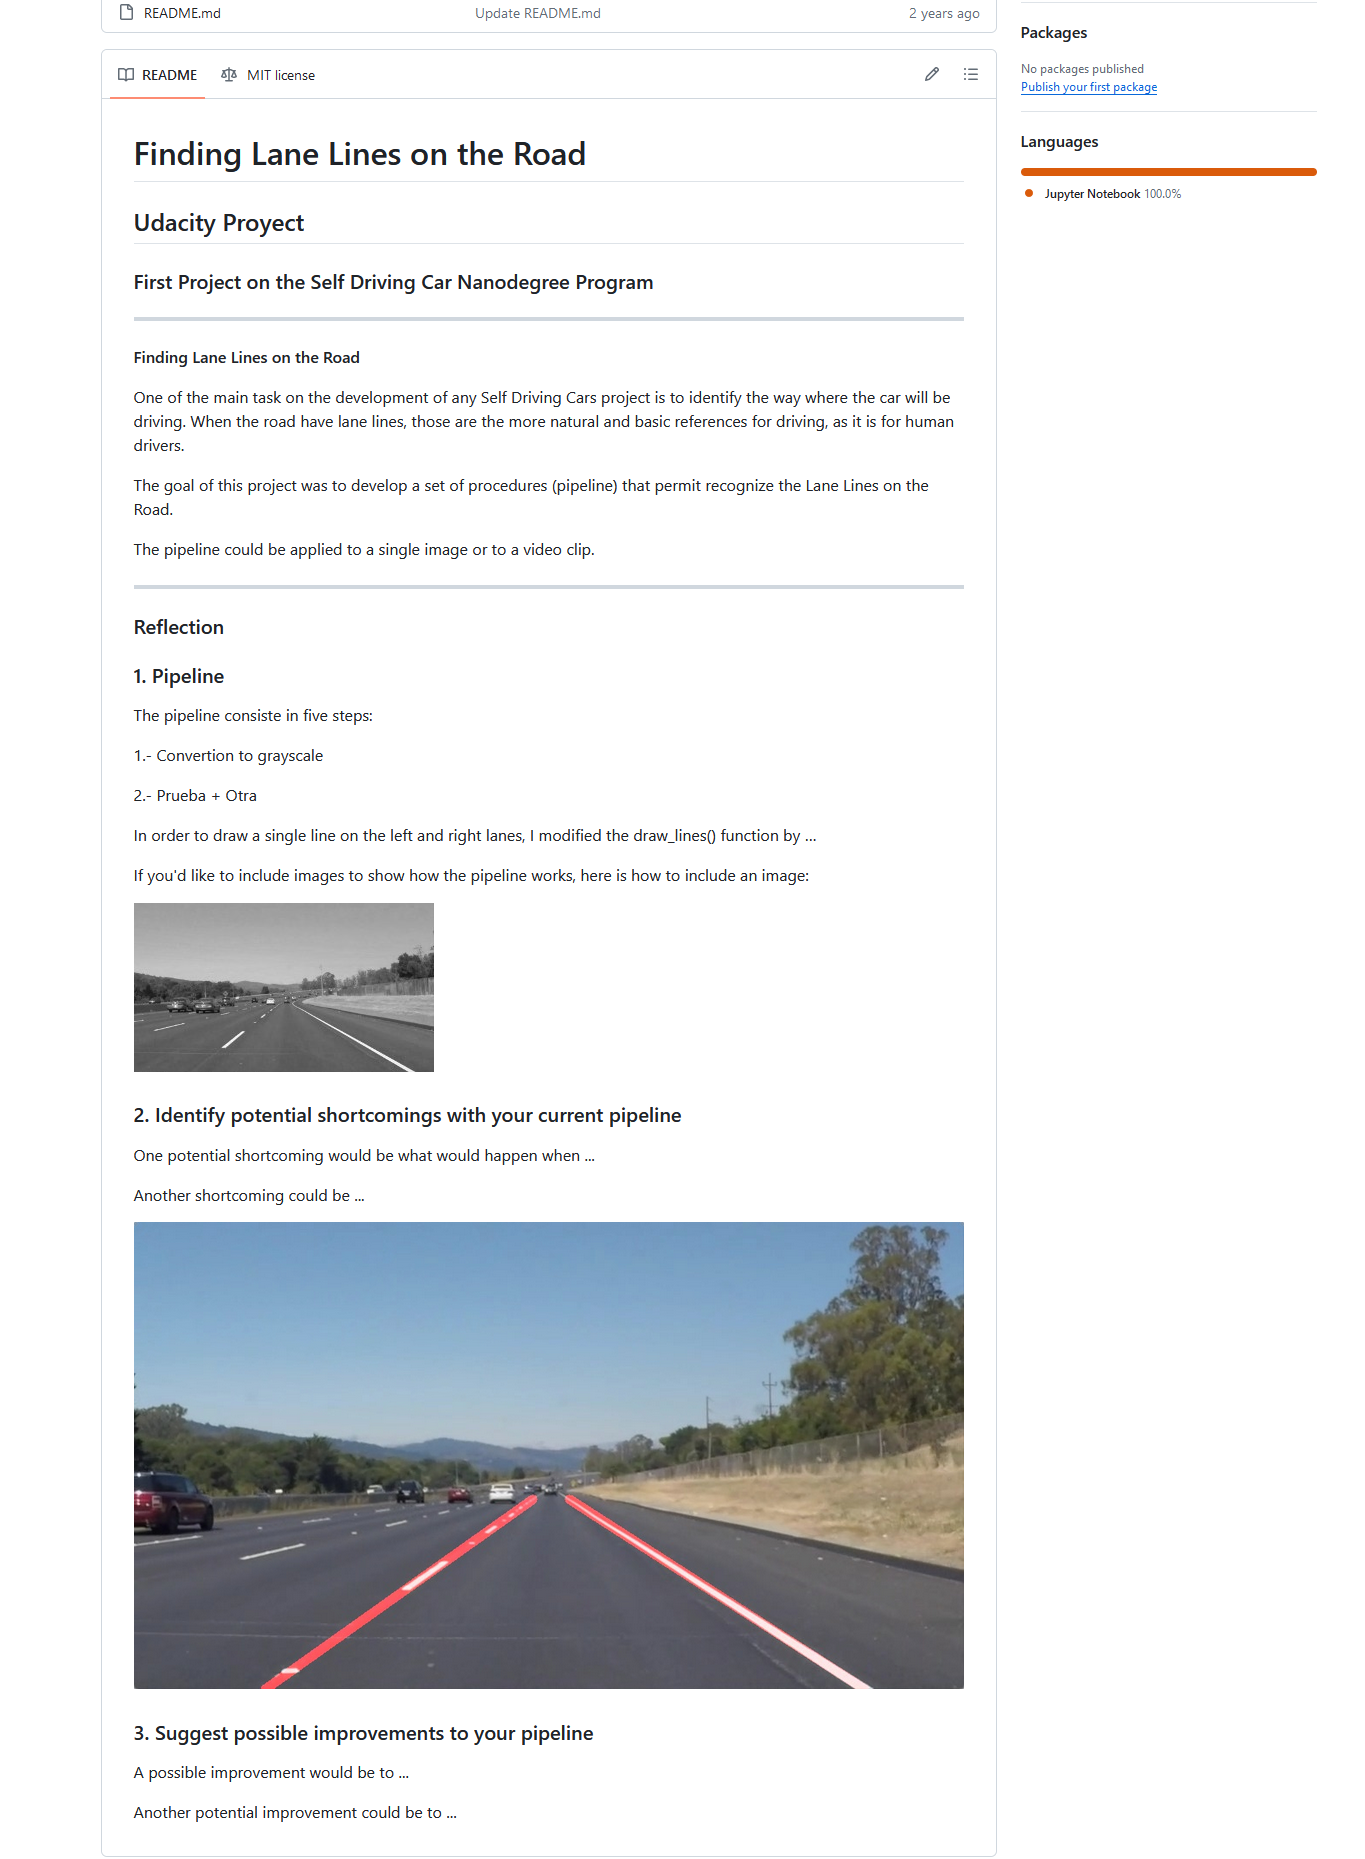 README.md Update README.md 2 years ago
README MIT license
Finding Lane Lines on the Road
Udacity Proyect
First Project on the Self Driving Car Nanodegree Program
Finding Lane Lines on the Road
One of the main task on the development of any Self Driving Cars project is to identify the way where the car will be
driving. When the road have lane lines, those are the more natural and basic references for driving, as it is for human
drivers.
The goal of this project was to develop a set of procedures (pipeline) that permit recognize the Lane Lines on the
Road.
The pipeline could be applied to a single image or to a video clip.
Reflection
1. Pipeline
The pipeline consiste in five steps:
1.- Convertion to grayscale
2.- Prueba + Otra
In order to draw a single line on the left and right lanes, I modified the draw_lines() function by ...
If you'd like to include images to show how the pipeline works, here is how to include an image:
2. Identify potential shortcomings with your current pipeline
One potential shortcoming would be what would happen when ...
Another shortcoming could be ...
3. Suggest possible improvements to your pipeline
A possible improvement would be to ...
Another potential improvement could be to ...
Packages
No packages published
Publish your first package
Languages
Jupyter Notebook 100.0%